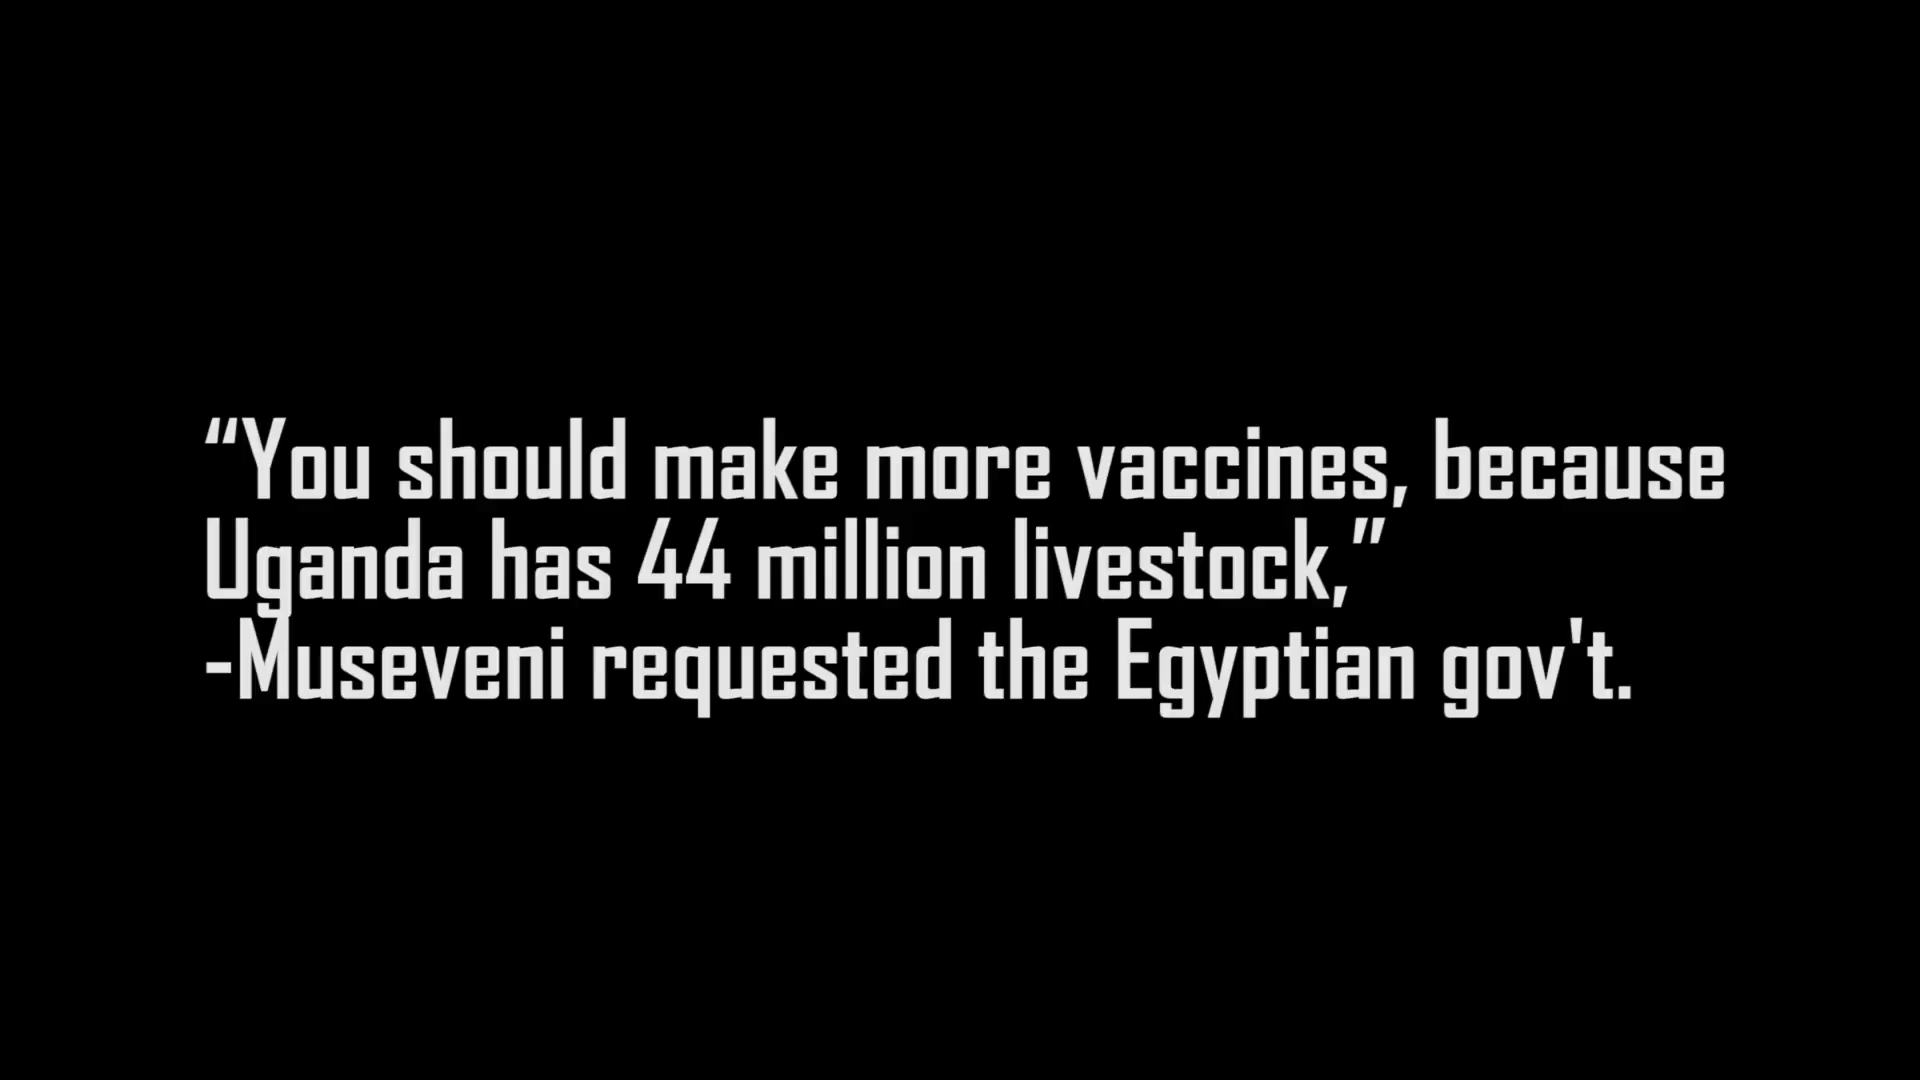 “You should make more vaccines, because
Uganda has 44 million livestock,”
-Museveni requested the Egyptian gov't.